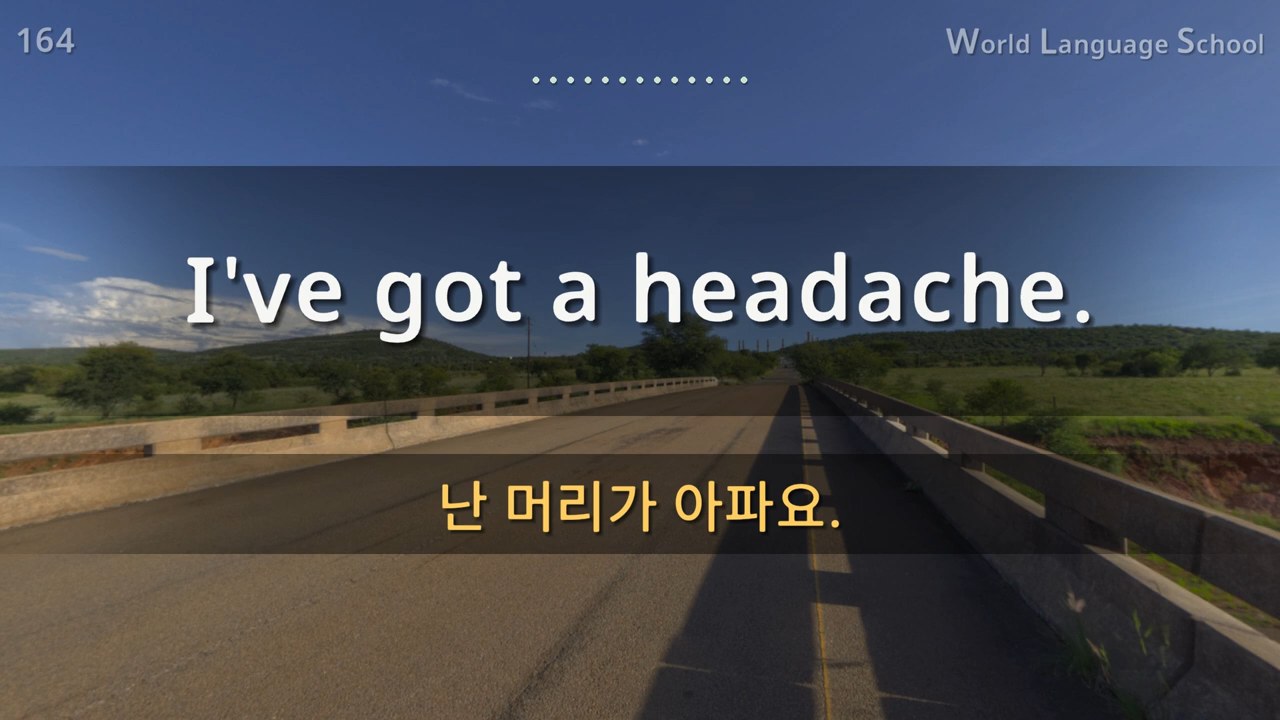 164
World Language School
I've got a headache.
난 머리가 아파요.